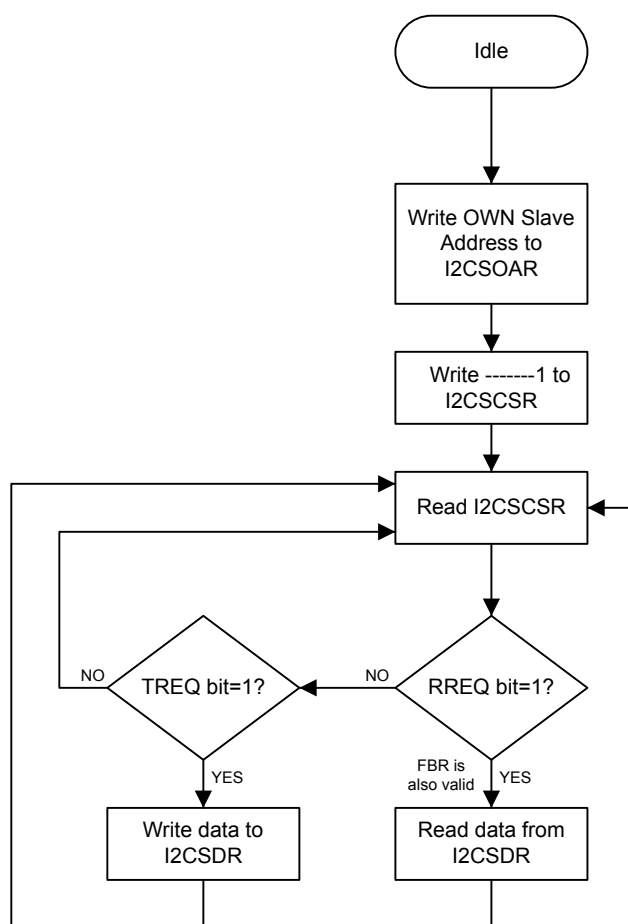 Idle
Write OWN Slave
Address to
I2CSOAR
Write -------1 to
I2CSCSR
Read I2CSCSR
NO
TREQ bit=1?
NO
RREQ bit=1?
YES
FBR is
also valid
YES
Write data to
I2CSDR
Read data from
I2CSDR